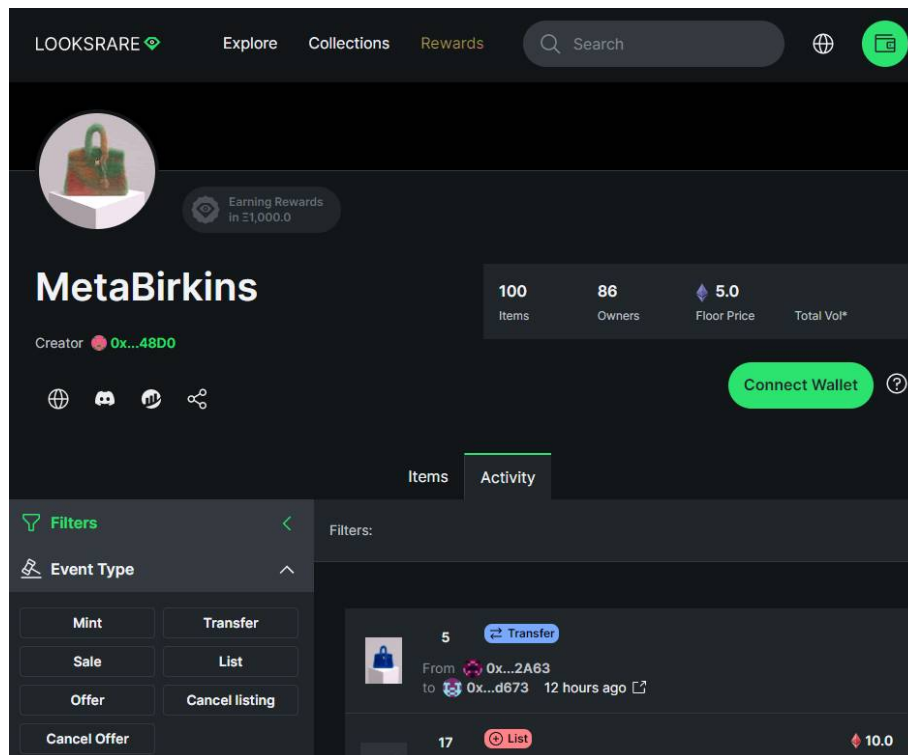 LOOKSRARE Explore Collections Rewards Search
Earning Rewards
in Ξ1,000.0
MetaBirkins
100 86 5.0
Items Owners Floor Price Total Vol*
Creator 0x...48D0
Connect Wallet
Items Activity
Filters
Filters:
Event Type
Mint Transfer
Sale List
Offer Cancel listing
Cancel Offer
5 Transfer
From 0x...2A63
to 0x...d673 12 hours ago
17 List 10.0